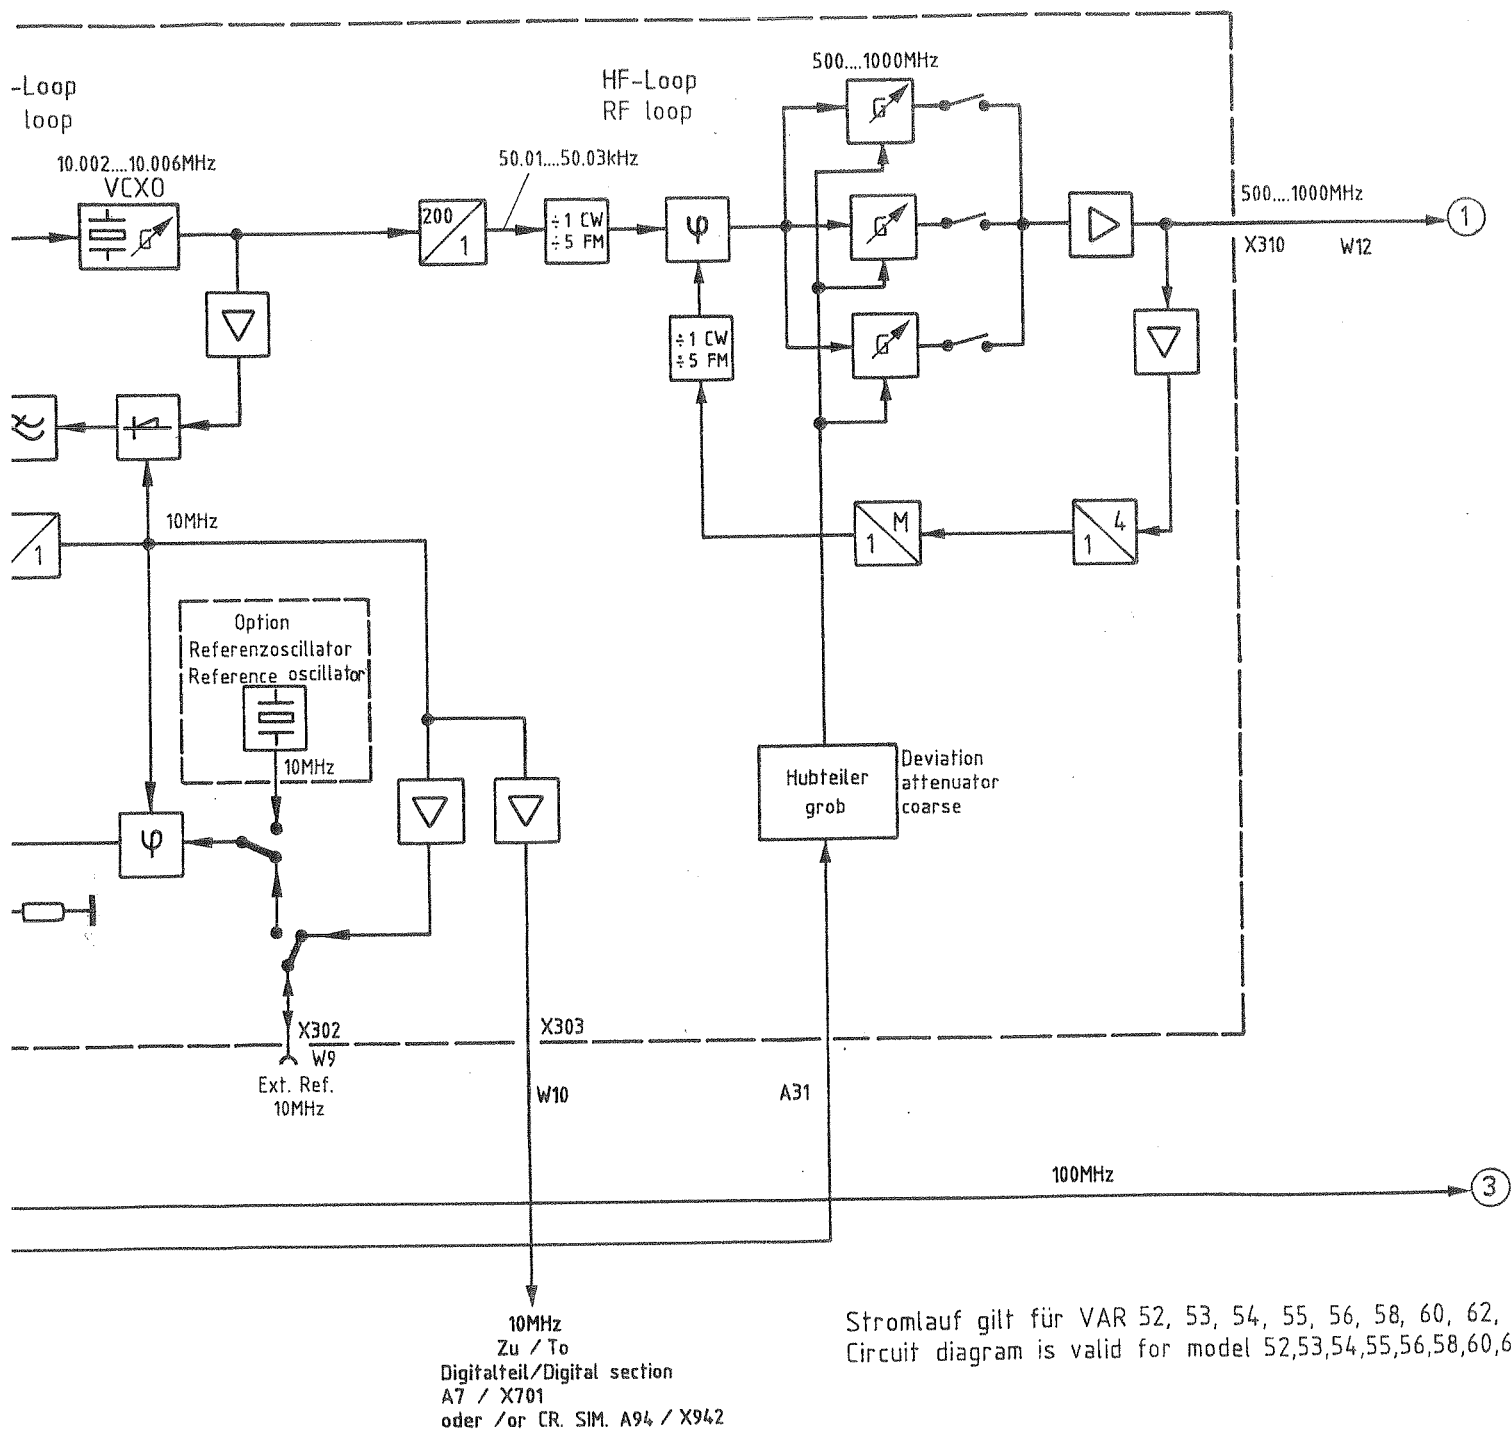 -Loop
loop
10.002....10.006MHz
VCXO
G
200
1
50.01....50.03kHz
÷1 CW
÷5 FM
HF-Loop
RF loop
φ
÷1 CW
÷5 FM
500....1000MHz
G
G
G
500....1000MHz
X310 W12
1
M
1
4
1
1
10MHz
Option
Referenzoscillator
Reference oscillator
10MHz
φ
Hubteiler
grob
Deviation
attenuator
coarse
X302
W9
Ext. Ref.
10MHz
X303
W10
A31
100MHz
3
10MHz
Zu / To
Digitalteil/Digital section
A7 / X701
oder /or CR. SIM. A94 / X942
Stromlauf gilt für VAR 52, 53, 54, 55, 56, 58, 60, 62,
Circuit diagram is valid for model 52,53,54,55,56,58,60,6